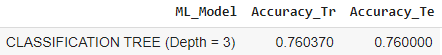 ML_Model Accuracy_Tr Accuracy_Te
CLASSIFICATION TREE (Depth = 3) 0.760370 0.760000